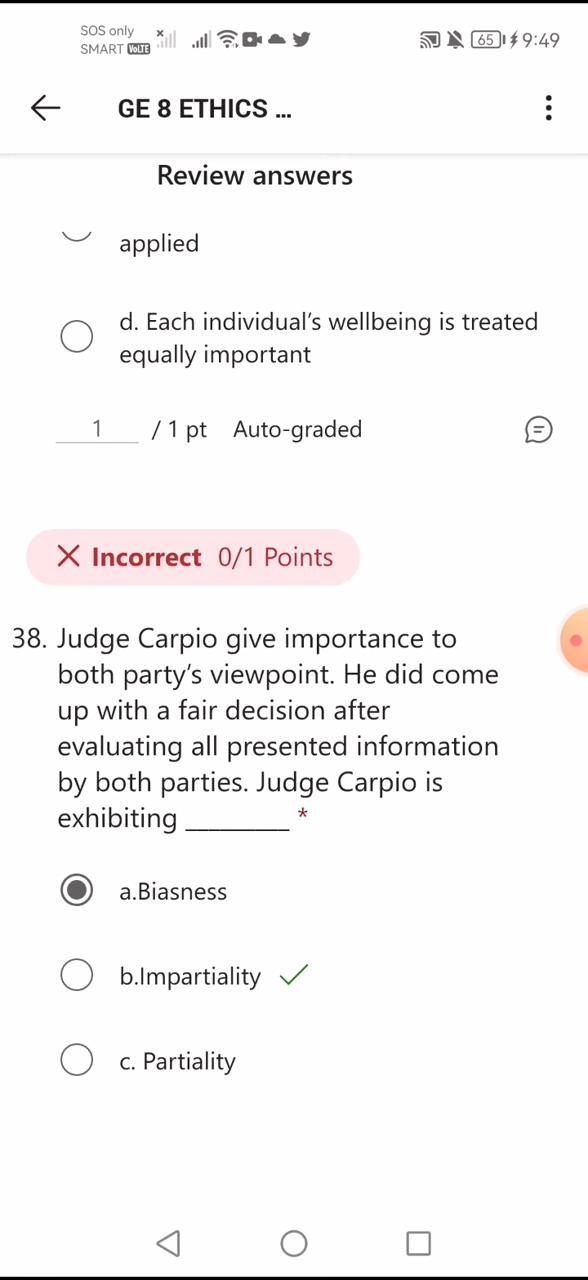 SOS only
SMART VoLTE
65 9:49
GE 8 ETHICS ...
Review answers
applied
d. Each individual's wellbeing is treated
equally important
1 / 1 pt Auto-graded
Incorrect 0/1 Points
38. Judge Carpio give importance to
both party's viewpoint. He did come
up with a fair decision after
evaluating all presented information
by both parties. Judge Carpio is
exhibiting _________ *
a.Biasness
b.Impartiality
c. Partiality